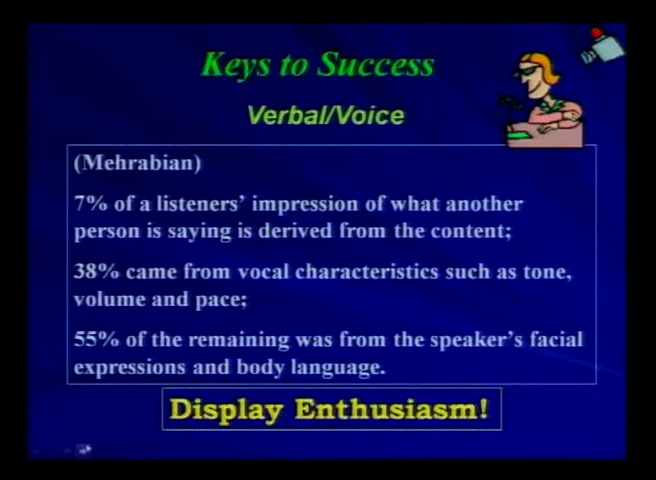 Keys to Success
Verbal/Voice
(Mehrabian)
7% of a listeners' impression of what another
person is saying is derived from the content;
38% came from vocal characteristics such as tone,
volume and pace;
55% of the remaining was from the speaker's facial
expressions and body language.
Display Enthusiasm!